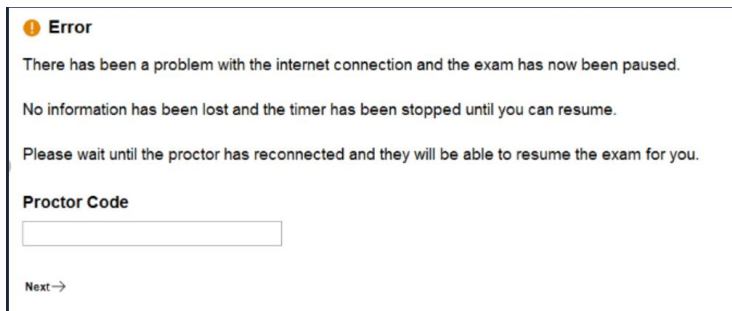 Error
There has been a problem with the internet connection and the exam has now been paused.
No information has been lost and the timer has been stopped until you can resume.
Please wait until the proctor has reconnected and they will be able to resume the exam for you.
Proctor Code
Next→